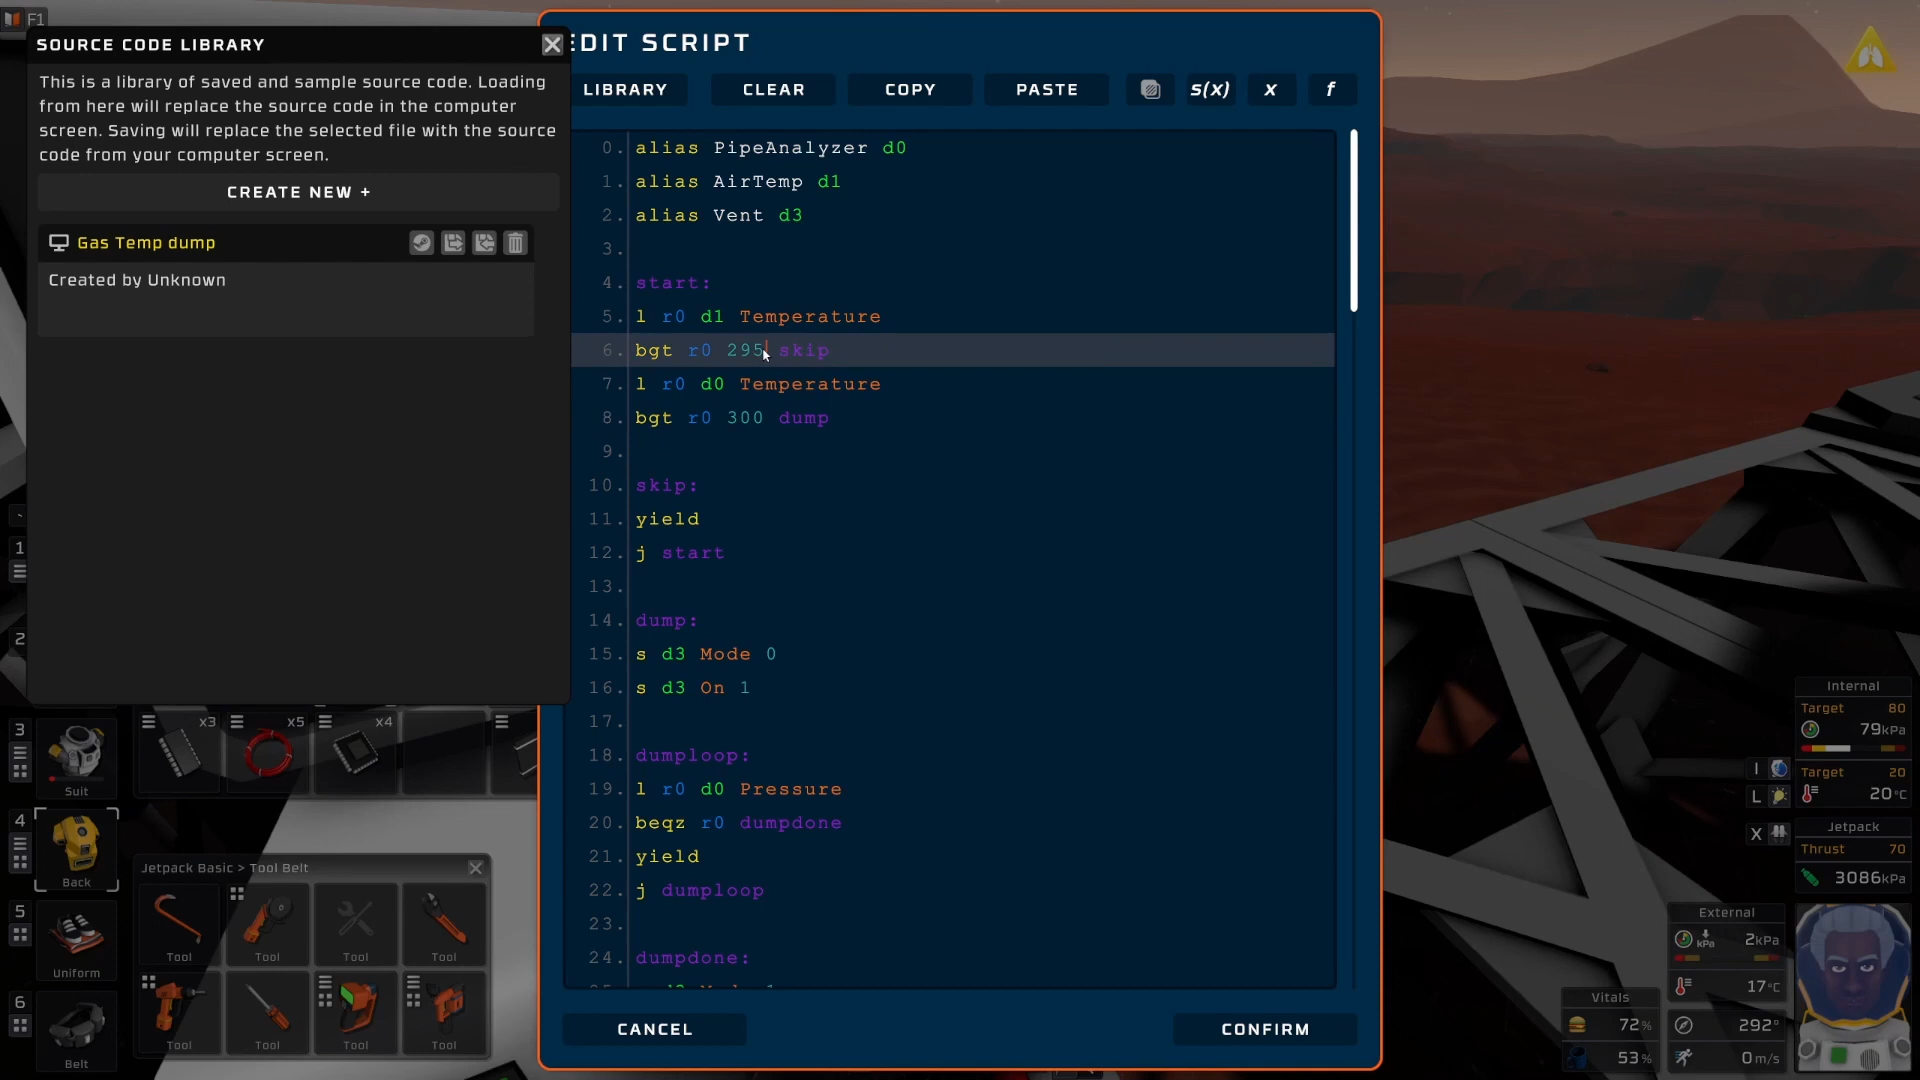 F1
SOURCE CODE LIBRARY
This is a library of saved and sample source code. Loading
from here will replace the source code in the computer
screen. Saving will replace the selected file with the source
code from your computer screen.
CREATE NEW +
Gas Temp dump
Created by Unknown
EDIT SCRIPT
LIBRARY
CLEAR
COPY
PASTE
s(x)
x
f
0. alias PipeAnalyzer d0
1. alias AirTemp d1
2. alias Vent d3
3.
4. start:
5. l r0 d1 Temperature
6. bgt r0 295 skip
7. l r0 d0 Temperature
8. bgt r0 300 dump
9.
10. skip:
11. yield
12. j start
13.
14. dump:
15. s d3 Mode 0
16. s d3 On 1
17.
18. dumploop:
19. l r0 d0 Pressure
20. beqz r0 dumpdone
21. yield
22. j dumploop
23.
24. dumpdone:
CANCEL
CONFIRM
1
2
3
Suit
4
Back
5
Uniform
6
Belt
x3
x5
x4
Jetpack Basic > Tool Belt
Tool
Tool
Tool
Tool
Tool
Tool
Tool
Tool
Internal
Target 80
79kPa
Target 20
20°C
I
L
X
Jetpack
Thrust 70
3086kPa
External
kPa
2kPa
17°C
292°
0m/s
Vitals
72%
53%